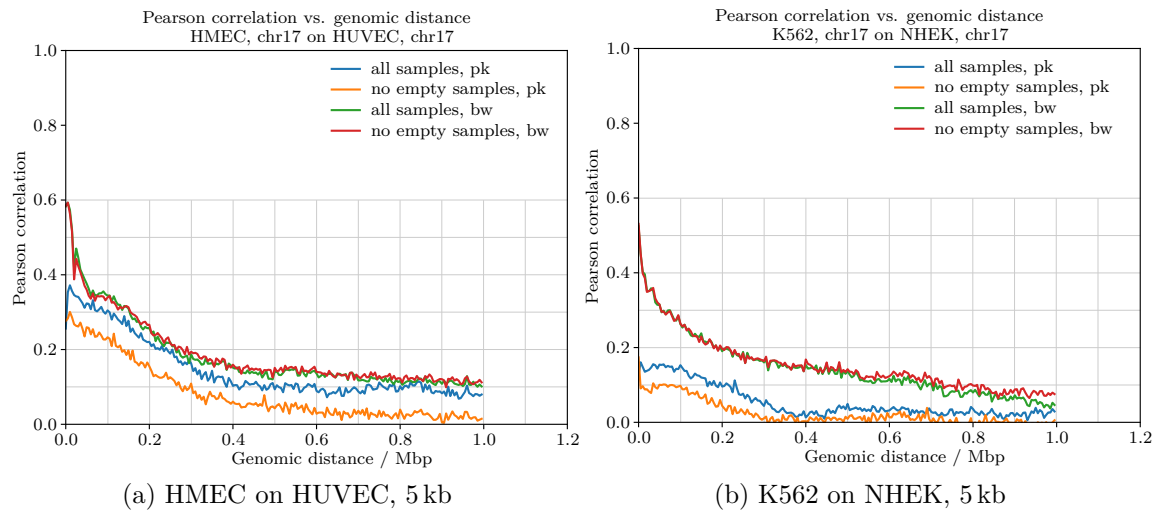 Pearson correlation vs. genomic distance
HMEC, chr17 on HUVEC, chr17
1.0
0.8
0.6
0.4
0.2
0.0
Pearson correlation
all samples, pk
no empty samples, pk
all samples, bw
no empty samples, bw
0.0 0.2 0.4 0.6 0.8 1.0 1.2
Genomic distance / Mbp
(a) HMEC on HUVEC, 5 kb
Pearson correlation vs. genomic distance
K562, chr17 on NHEK, chr17
1.0
0.8
0.6
0.4
0.2
0.0
Pearson correlation
all samples, pk
no empty samples, pk
all samples, bw
no empty samples, bw
0.0 0.2 0.4 0.6 0.8 1.0 1.2
Genomic distance / Mbp
(b) K562 on NHEK, 5 kb